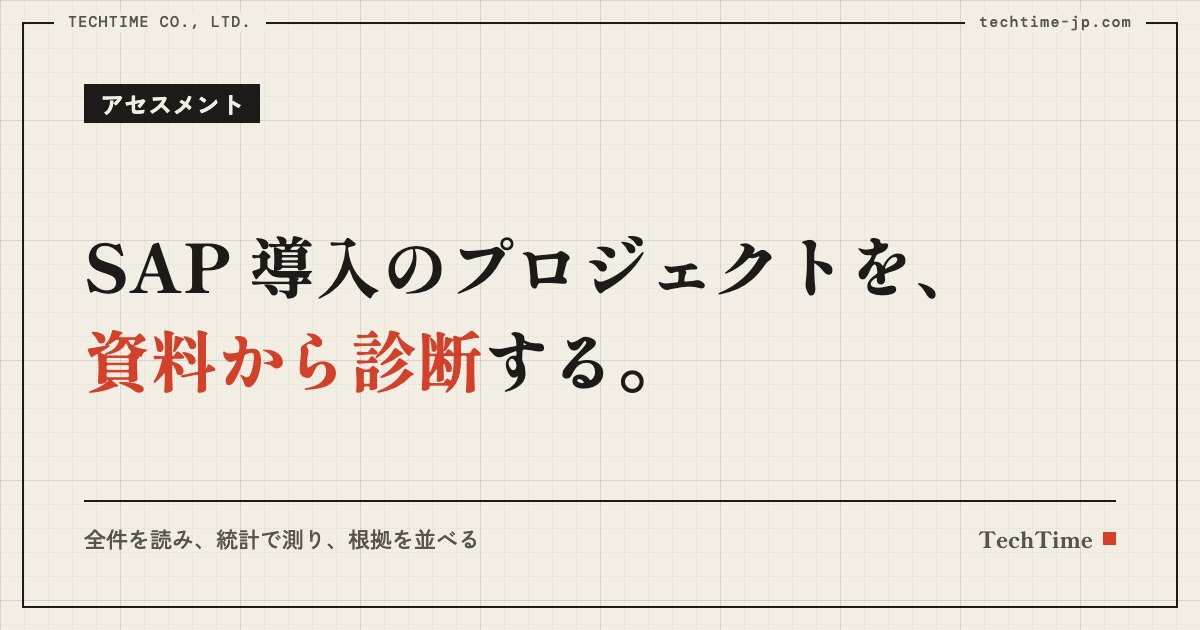 TECHTIME CO., LTD.
techtime-jp.com
アセスメント
SAP 導入のプロジェクトを、
資料から診断する。
全件を読み、統計で測り、根拠を並べる
TechTime